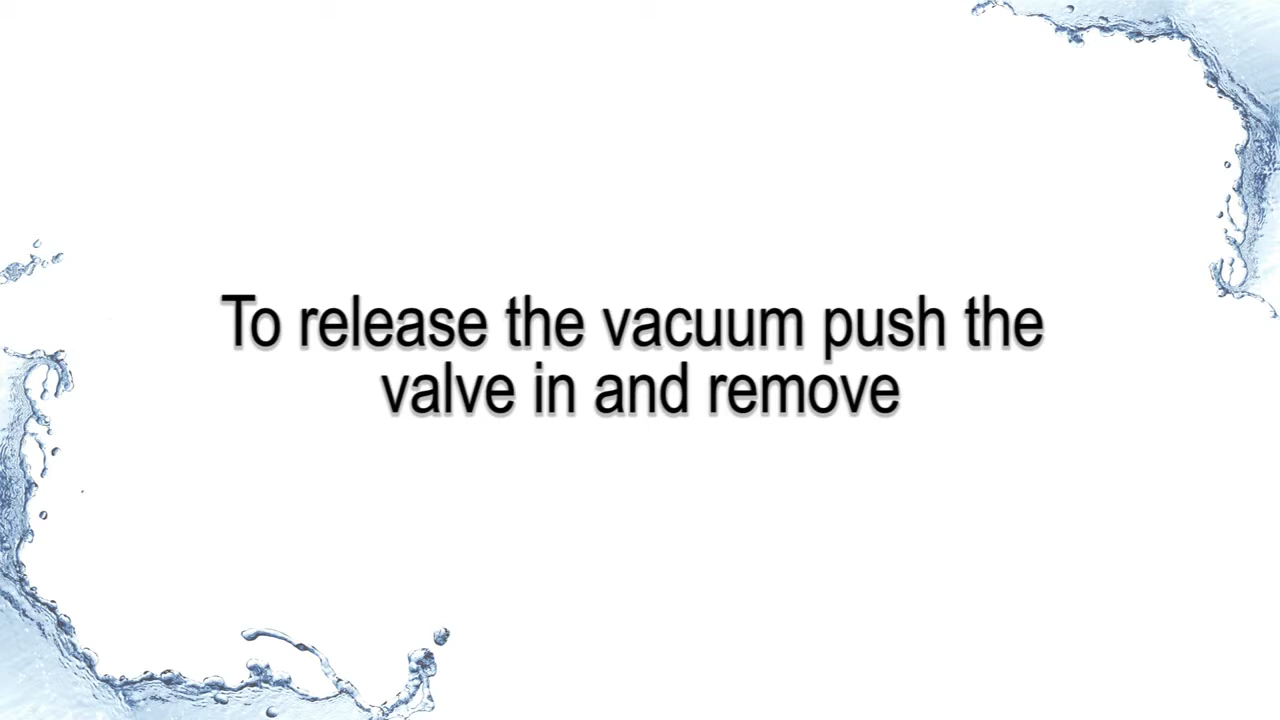 To release the vacuum push the
valve in and remove